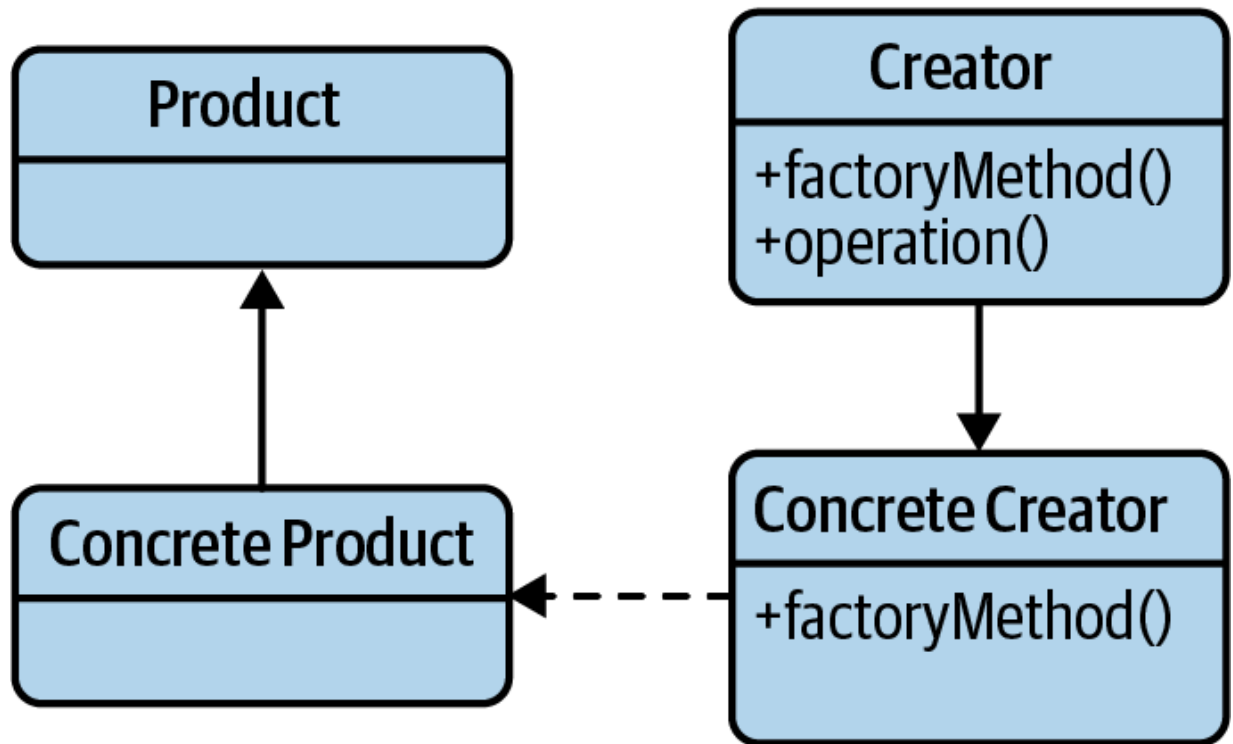 Product
Creator
+factoryMethod()
+operation()
Concrete Product
Concrete Creator
+factoryMethod()